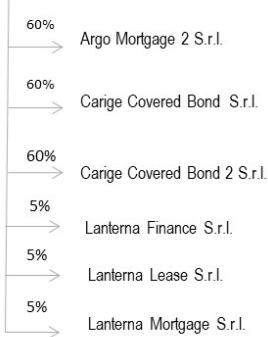 60%
Argo Mortgage 2 S.r.l.
60%
Carige Covered Bond S.r.l.
60%
Carige Covered Bond 2 S.r.l.
5%
Lanterna Finance S.r.l.
5%
Lanterna Lease S.r.l.
5%
Lanterna Mortgage S.r.l.